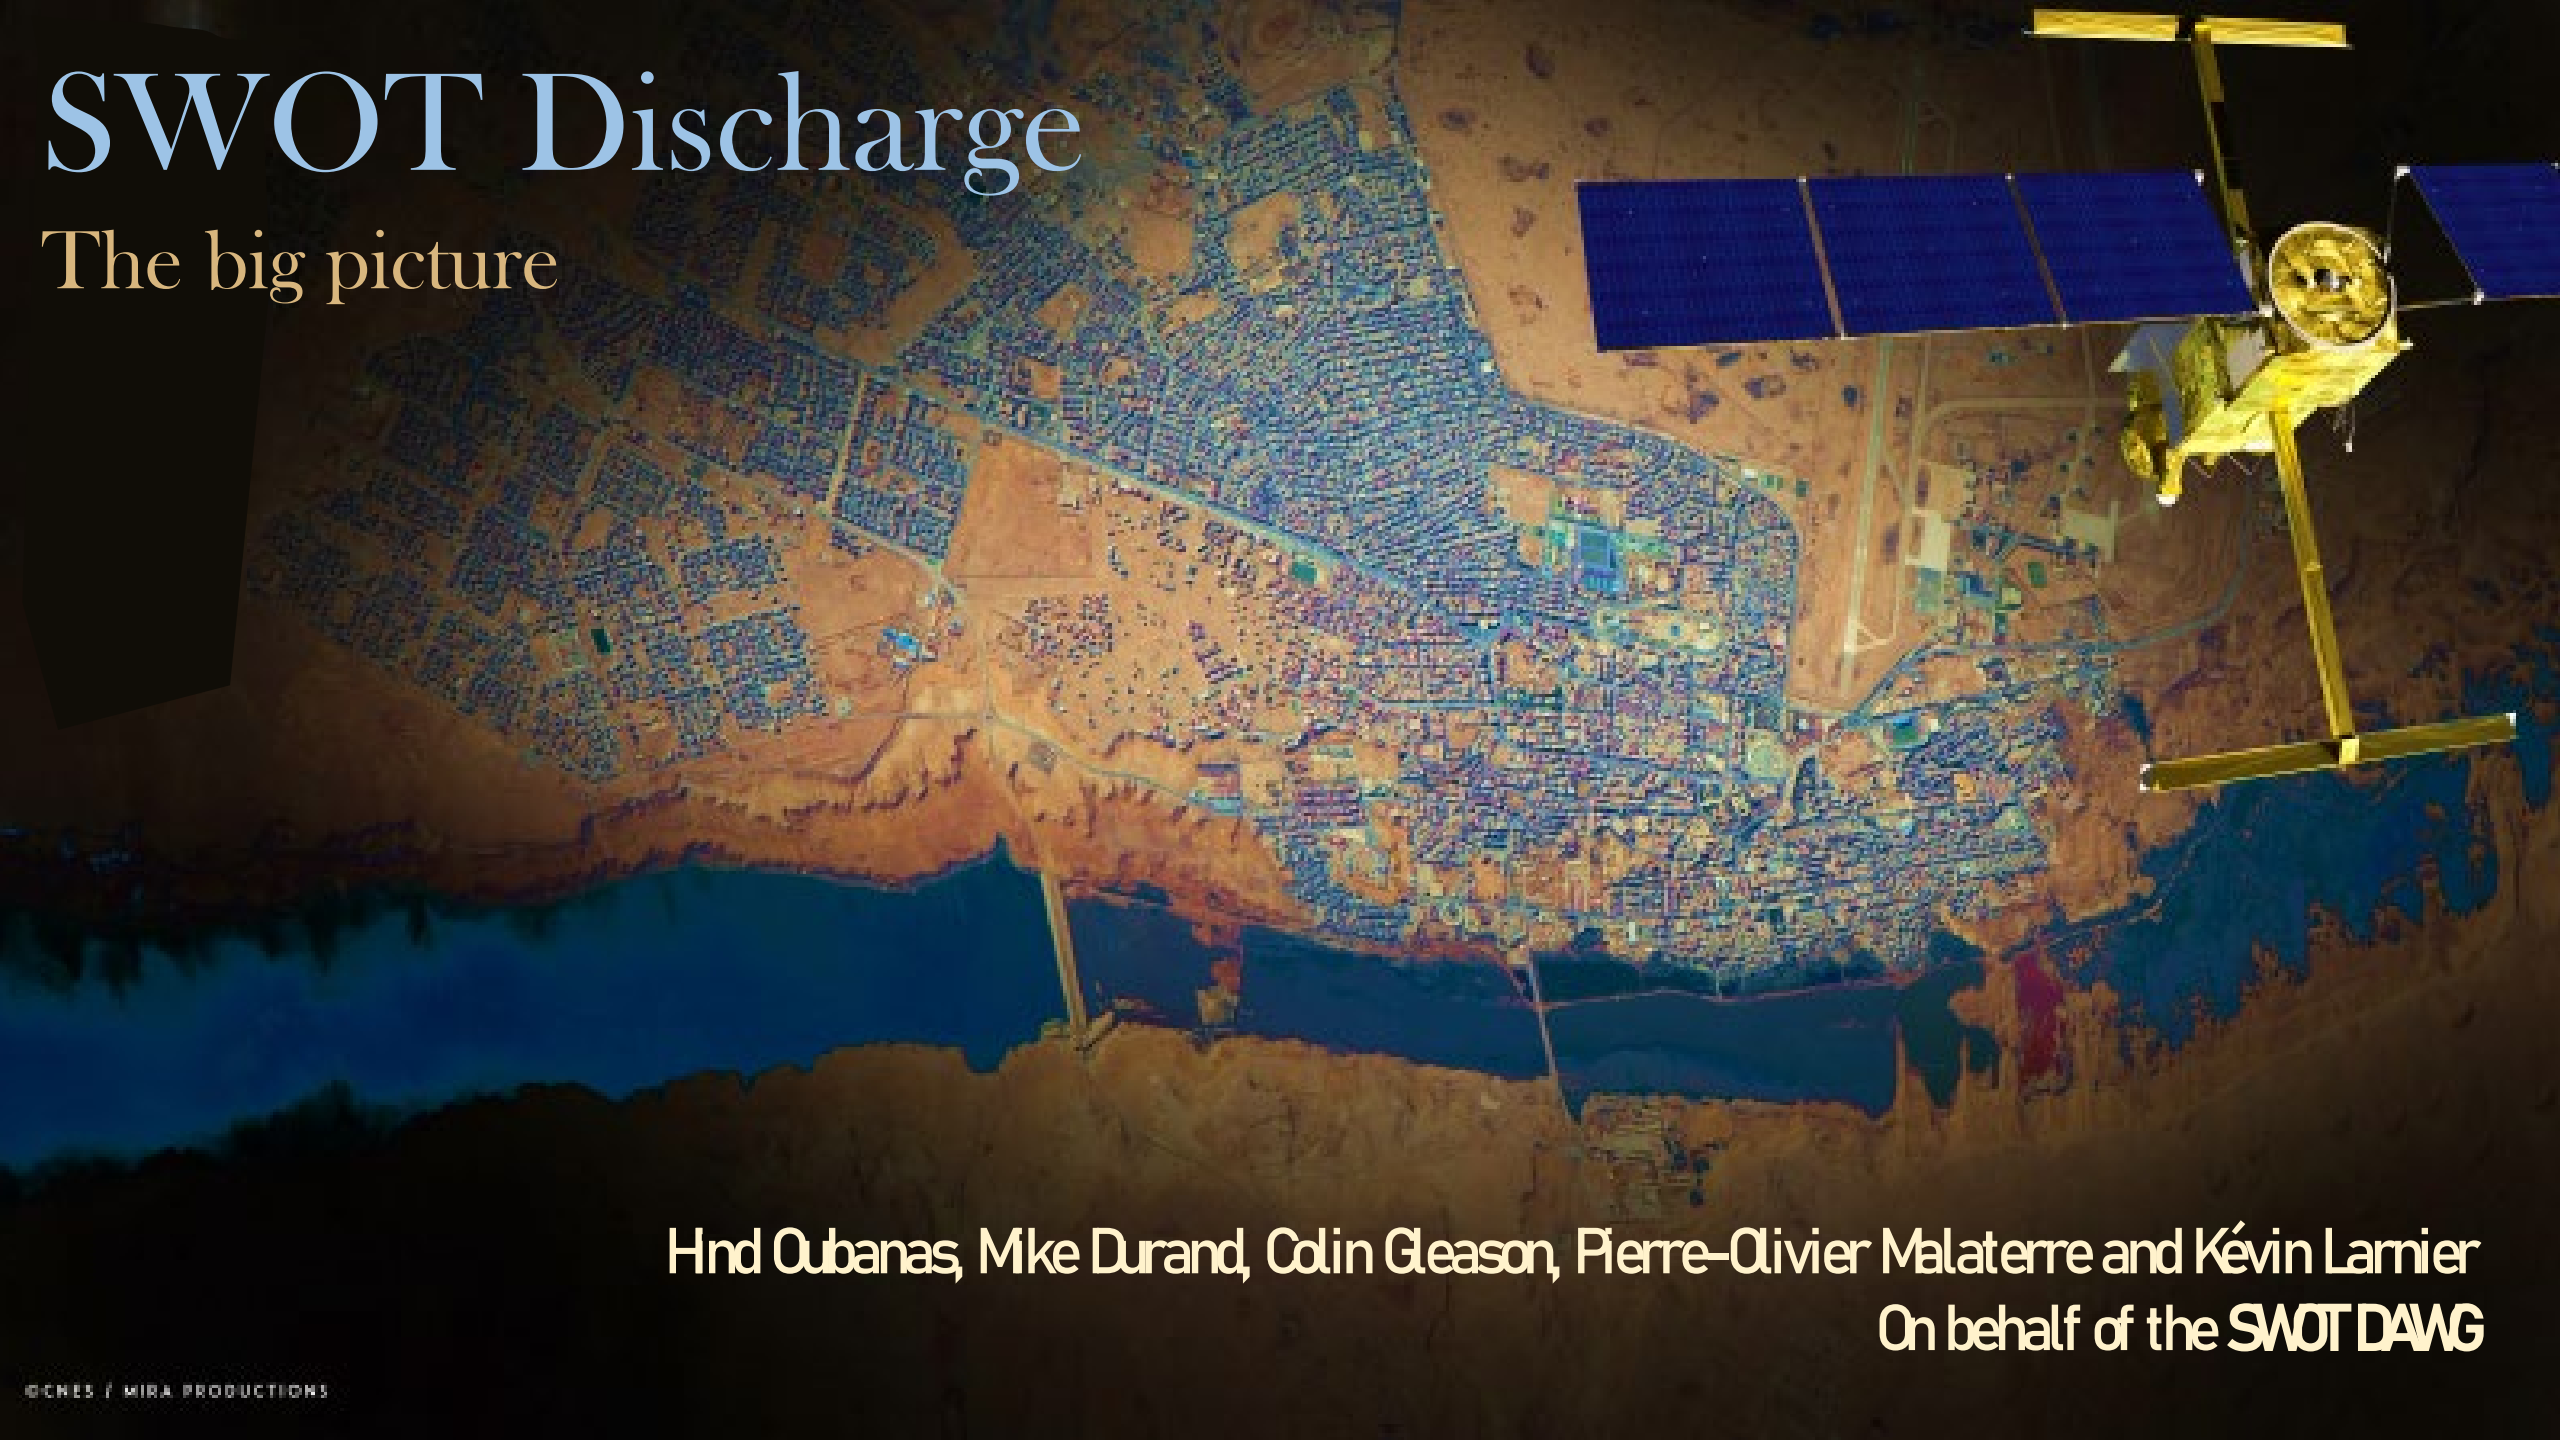 SWOT Discharge
The big picture
Hind Oubanas, Mike Durand, Colin Gleason, Pierre-Olivier Malaterre and Kévin Larnier
On behalf of the SWOT DAWG
©CNES / MIRA PRODUCTIONS